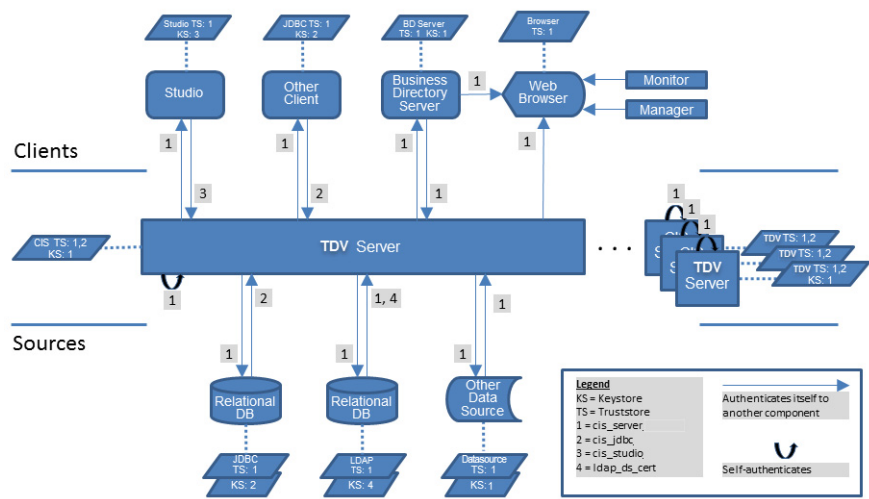 Studio TS: 1
KS: 3
JDBC TS: 1
KS: 2
BD Server
TS: 1 KS: 1
Browser
TS: 1
Studio
Other
Client
Business
Directory
Server
1
Web
Browser
Monitor
Manager
1
1
1
1
Clients
3
2
1
1
1
1
CIS TS: 1,2
KS: 1
TDV Server
. . .
TDV
Server
TDV TS: 1,2
TDV TS: 1,2
TDV TS: 1,2
KS: 1
1
2
1, 4
1
Sources
1
1
1
Relational
DB
Relational
DB
Other
Data
Source
JDBC
TS: 1
KS: 2
LDAP
TS: 1
KS: 4
Datasource
TS: 1
KS: 1
Legend
KS = Keystore
TS = Truststore
1 = cis_server
2 = cis_jdbc
3 = cis_studio
4 = ldap_ds_cert
Authenticates itself to
another component
Self-authenticates